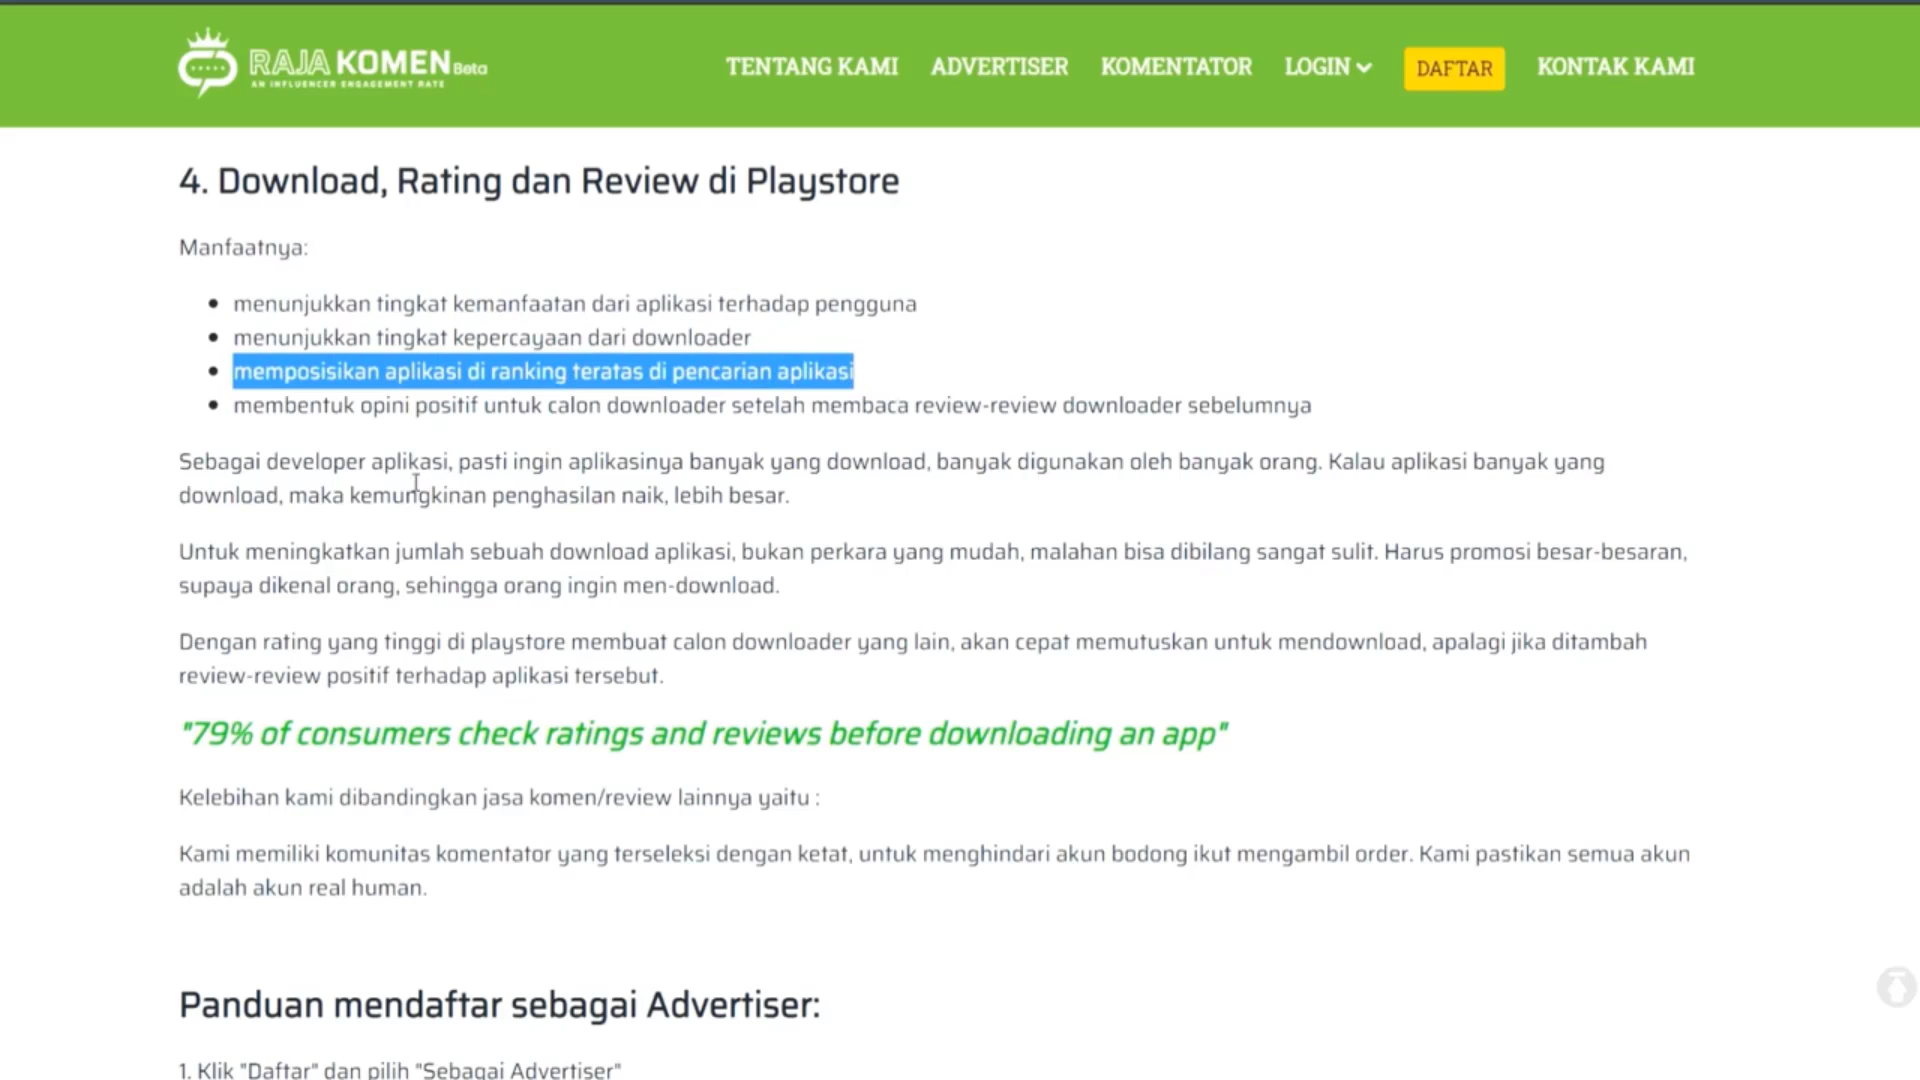 RAJA KOMEN Beta
AN INFLUENCER ENGAGEMENT RATE
TENTANG KAMI
ADVERTISER
KOMENTATOR
LOGIN
DAFTAR
KONTAK KAMI
4. Download, Rating dan Review di Playstore
Manfaatnya:
menunjukkan tingkat kemanfaatan dari aplikasi terhadap pengguna
menunjukkan tingkat kepercayaan dari downloader
memposisikan aplikasi di ranking teratas di pencarian aplikasi
membentuk opini positif untuk calon downloader setelah membaca review-review downloader sebelumnya
Sebagai developer aplikasi, pasti ingin aplikasinya banyak yang download, banyak digunakan oleh banyak orang. Kalau aplikasi banyak yang
download, maka kemungkinan penghasilan naik, lebih besar.
Untuk meningkatkan jumlah sebuah download aplikasi, bukan perkara yang mudah, malahan bisa dibilang sangat sulit. Harus promosi besar-besaran,
supaya dikenal orang, sehingga orang ingin men-download.
Dengan rating yang tinggi di playstore membuat calon downloader yang lain, akan cepat memutuskan untuk mendownload, apalagi jika ditambah
review-review positif terhadap aplikasi tersebut.
"79% of consumers check ratings and reviews before downloading an app"
Kelebihan kami dibandingkan jasa komen/review lainnya yaitu :
Kami memiliki komunitas komentator yang terseleksi dengan ketat, untuk menghindari akun bodong ikut mengambil order. Kami pastikan semua akun
adalah akun real human.
Panduan mendaftar sebagai Advertiser:
1. Klik "Daftar" dan pilih "Sebagai Advertiser"